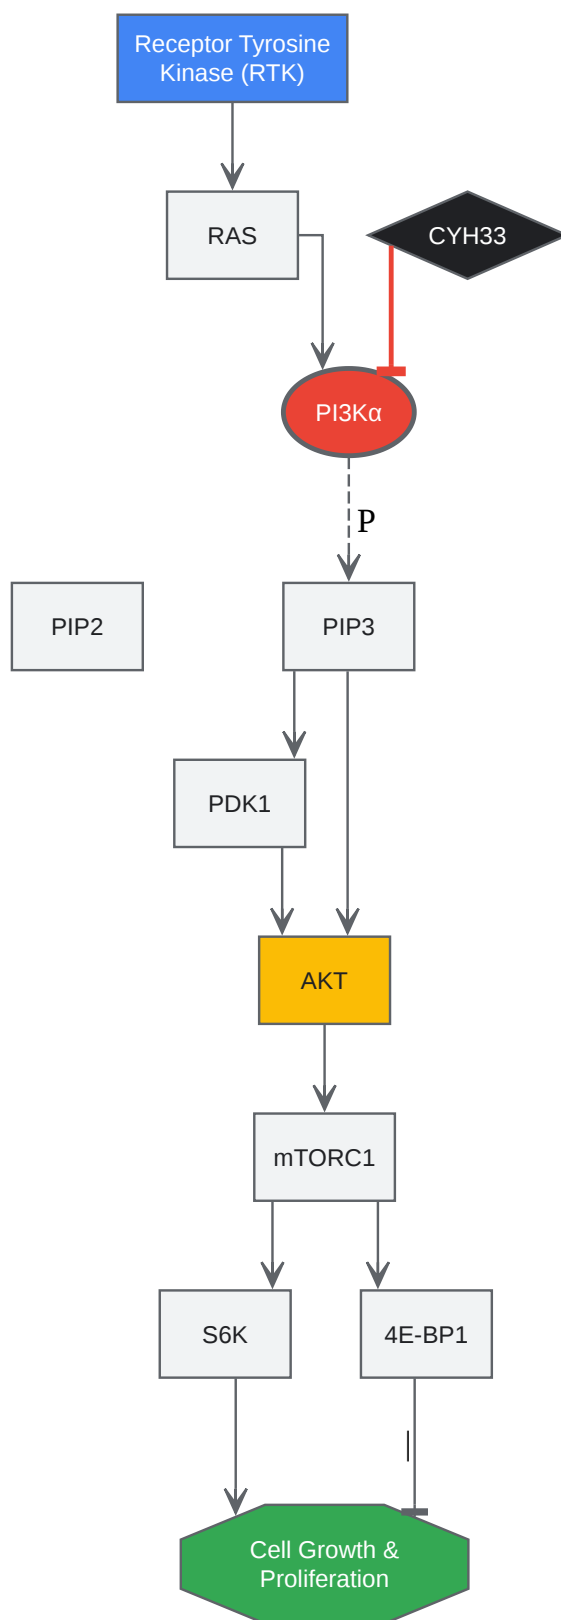 Receptor Tyrosine
Kinase (RTK)
RAS
CYH33
PI3Kα
P
PIP2
PIP3
PDK1
AKT
mTORC1
S6K
4E-BP1
|
Cell Growth &
Proliferation